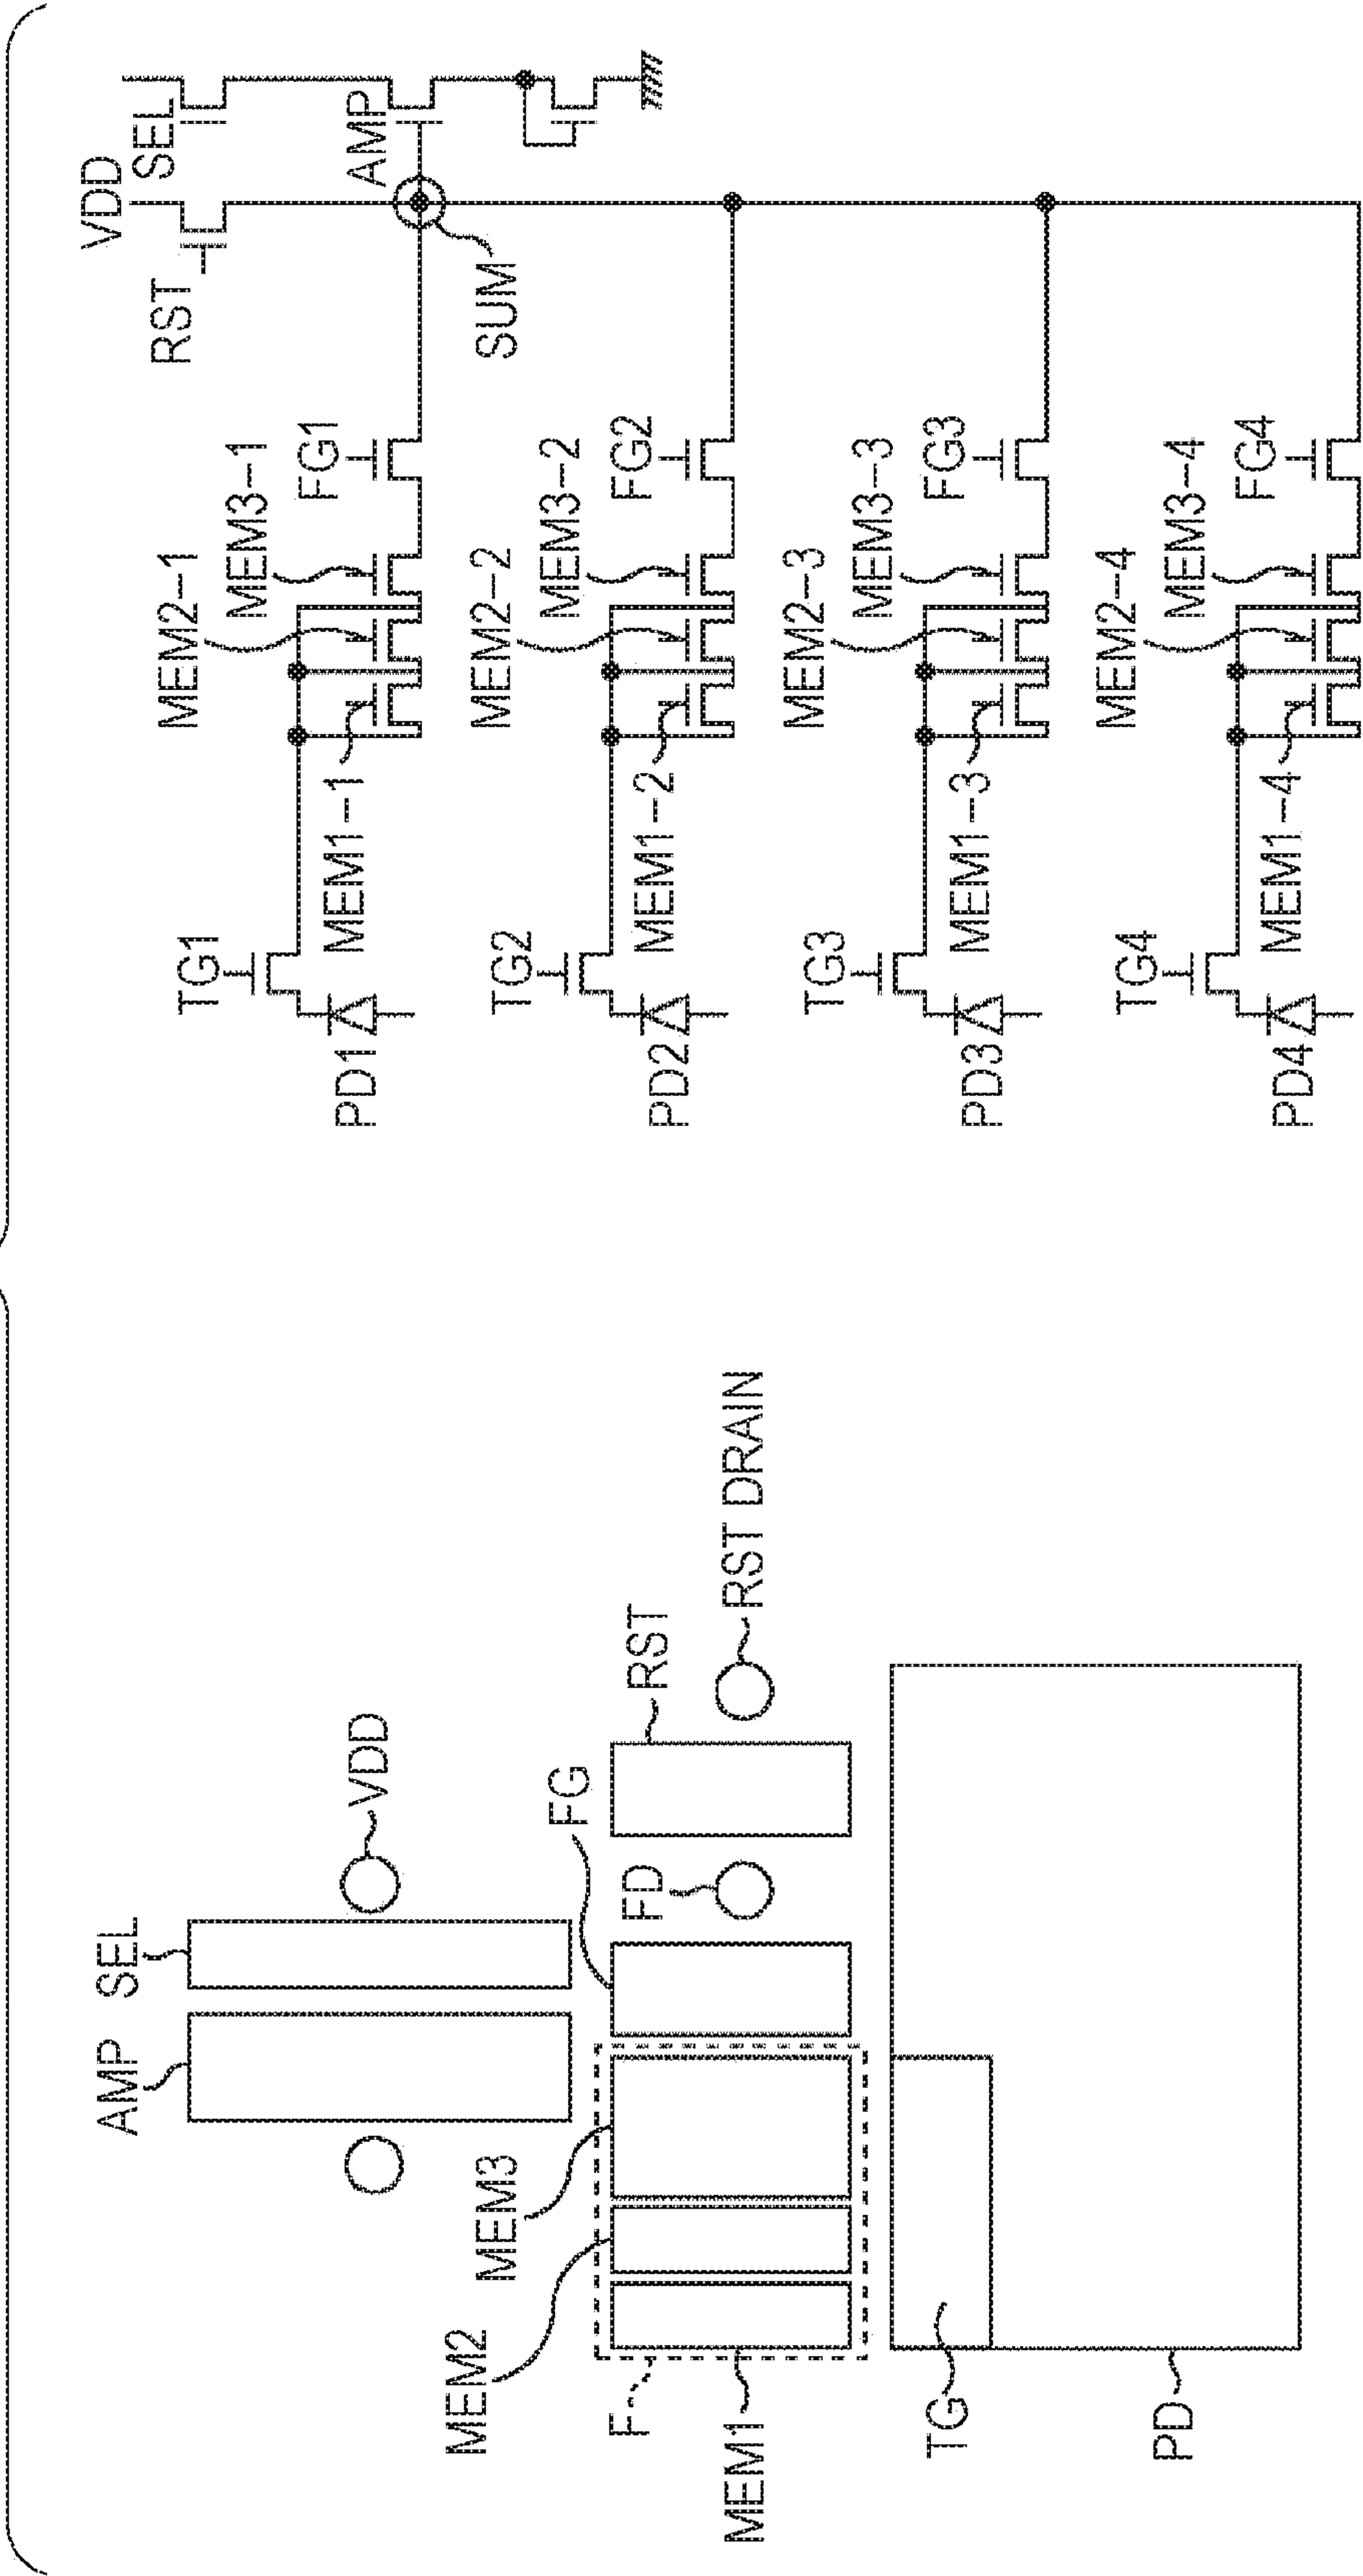 AMP
SEL
VDD
MEM2
MEM3
FG
F
FD
RST
MEM1
RST DRAIN
TG
PD
VDD
SEL
RST
AMP
SUM
TG1
MEM2-1
MEM3-1
FG1
PD1
MEM1-1
TG2
MEM2-2
MEM3-2
FG2
PD2
MEM1-2
TG3
MEM2-3
MEM3-3
FG3
PD3
MEM1-3
TG4
MEM2-4
MEM3-4
FG4
PD4
MEM1-4